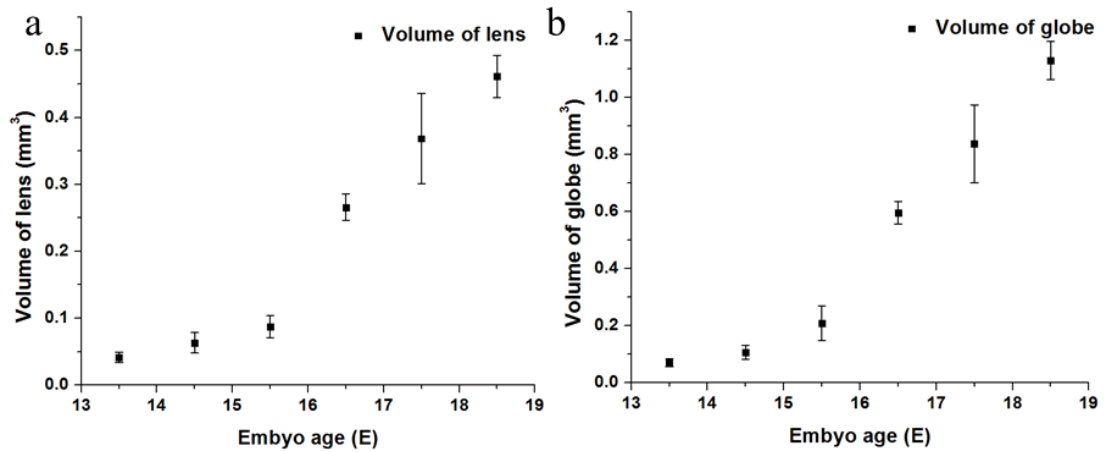 a
Volume of lens
Volume of lens (mm³)
0.5
0.4
0.3
0.2
0.1
0.0
13 14 15 16 17 18 19
Embyo age (E)
b
Volume of globe
Volume of globe (mm³)
1.2
1.0
0.8
0.6
0.4
0.2
0.0
13 14 15 16 17 18 19
Embyo age (E)